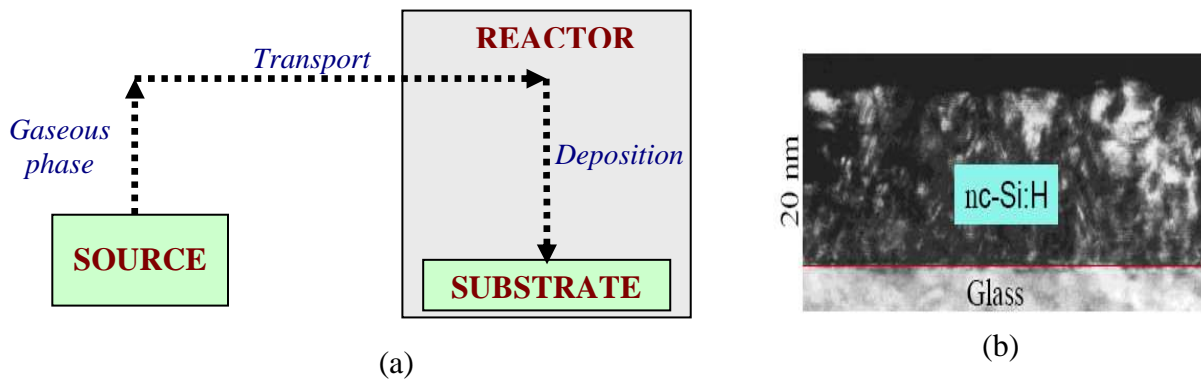 REACTOR
Transport
Gaseous
phase
Deposition
SOURCE
SUBSTRATE
(a)
20 nm
nc-Si:H
Glass
(b)